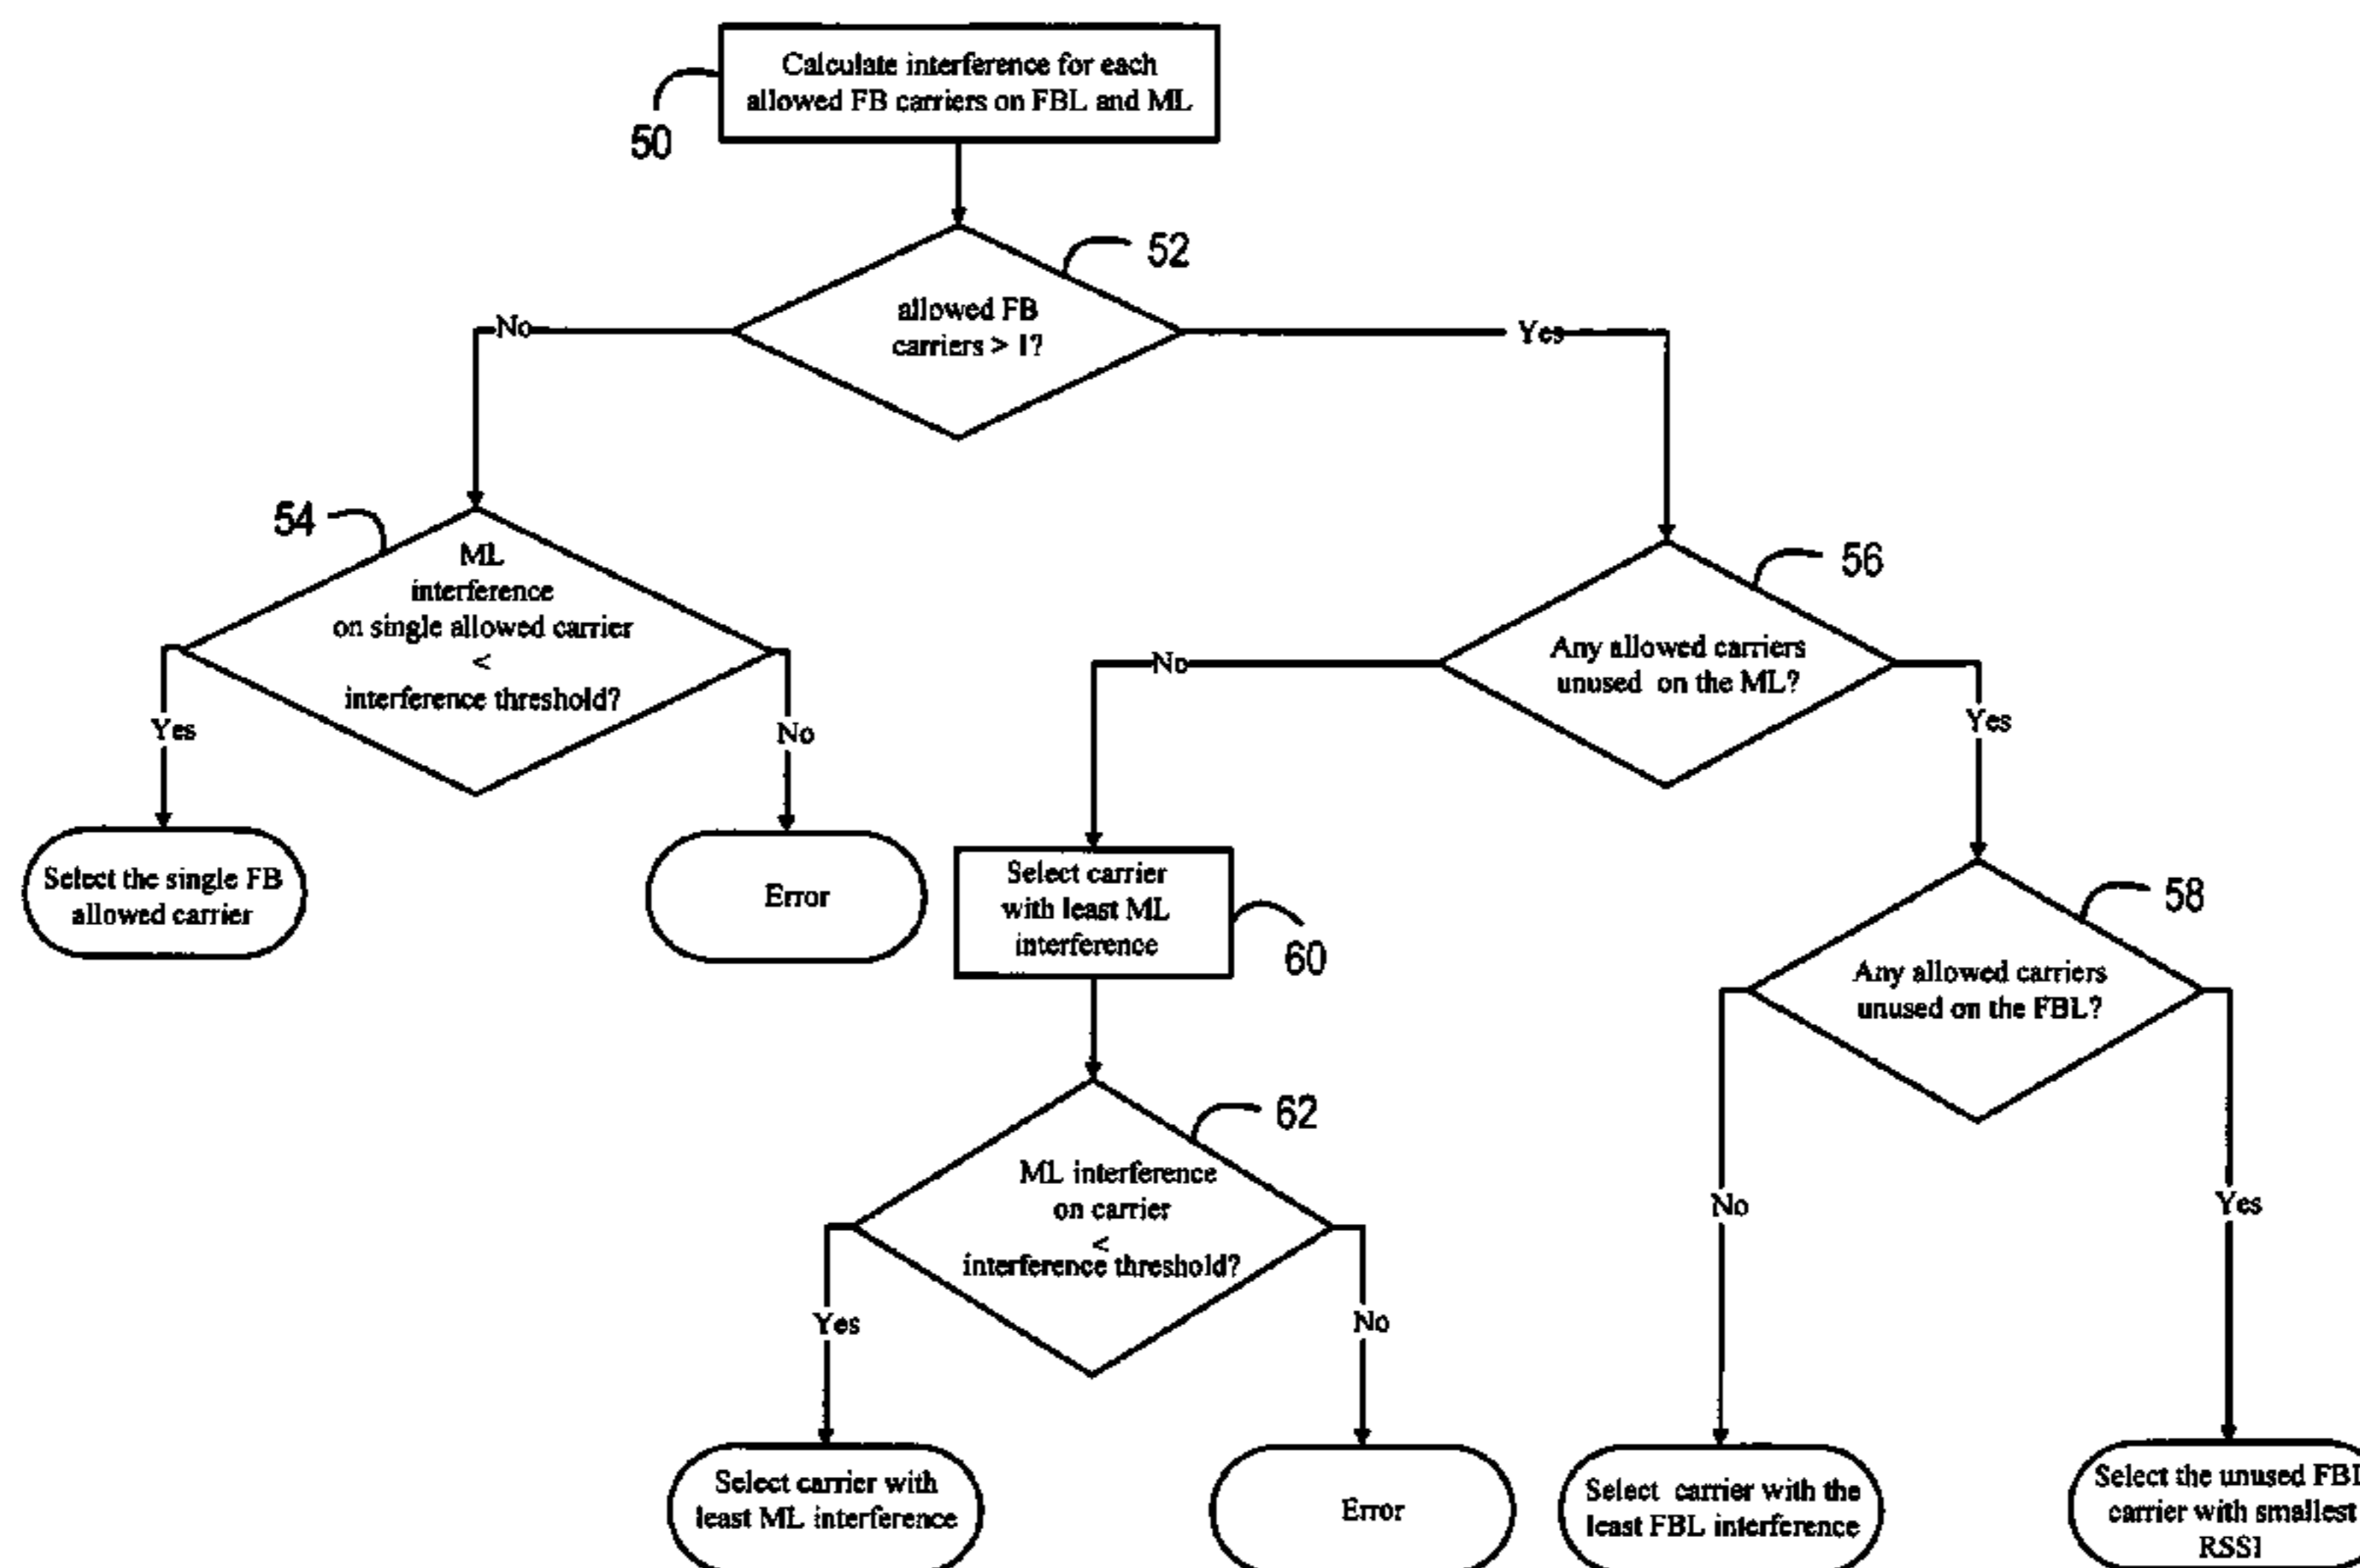 Calculate interference for each
allowed FB carriers on FBL and ML
50
52
allowed FB
carriers > 1?
No
Yes
54
ML
interference
on single allowed carrier
<
interference threshold?
56
Any allowed carriers
unused on the ML?
Yes
No
No
Yes
Select the single FB
allowed carrier
Error
Select carrier
with least ML
interference
60
58
Any allowed carriers
unused on the FBL?
62
ML interference
on carrier
<
interference threshold?
No
Yes
Yes
No
Select carrier with
least ML interference
Error
Select carrier with the
least FBL interference
Select the unused FBL
carrier with smallest
RSSI